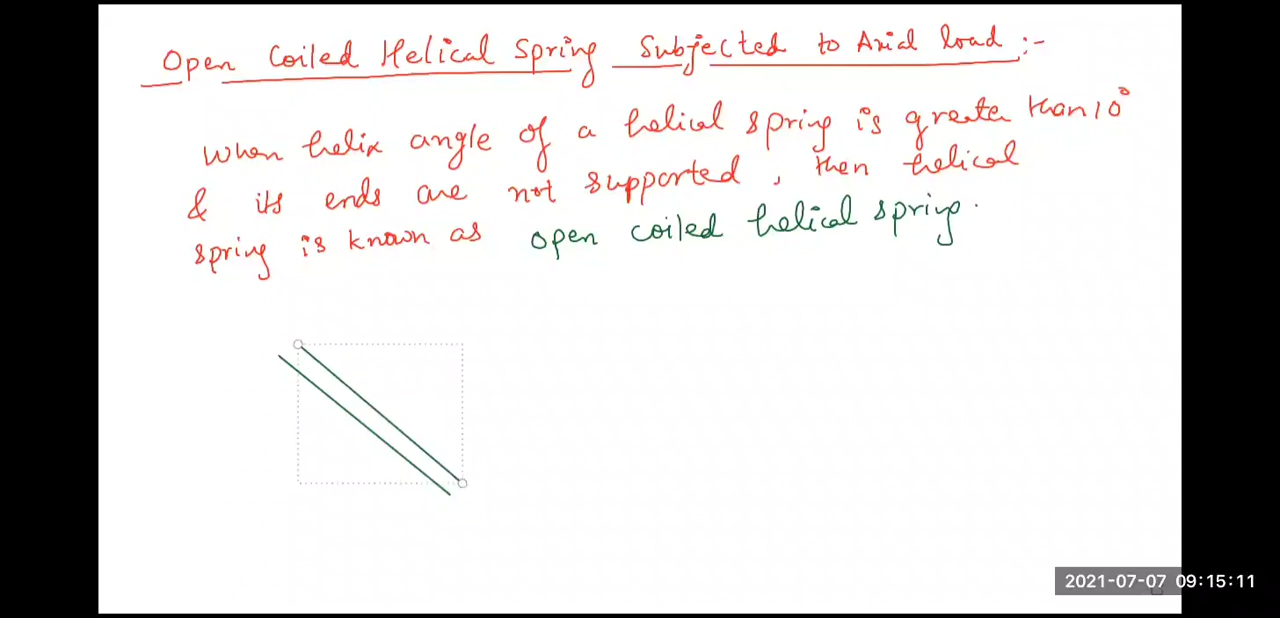 Open Coiled Helical Spring Subjected to Axial load :-
When helix angle of a helical spring is greater than 10°
& its ends are not supported, then helical
spring is known as open coiled helical spring.
2021-07-07 09:15:11